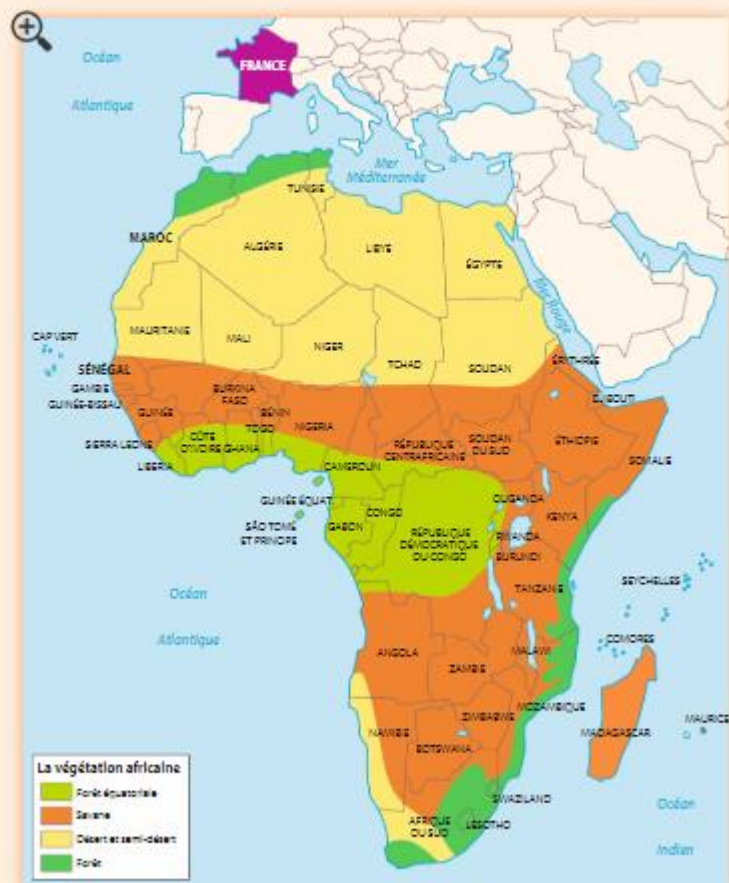 FRANCE
Océan
Atlantique
Mer
Méditerranée
TUNISIE
MAROC
ALGÉRIE
LIBYE
ÉGYPTE
Mer Rouge
CAP VERT
MAURITANIE
MALI
NIGER
TCHAD
SOUDAN
ÉRYTHRÉE
SÉNÉGAL
GAMBIE
GUINÉE-BISSAU
GUINÉE
BURKINA
FASO
BÉNIN
TOGO
NIGERIA
DJIBOUTI
SIERRA LEONE
CÔTE
D'IVOIRE
GHANA
LIBERIA
CAMEROUN
RÉPUBLIQUE
CENTRAFRICAINE
SOUDAN
DU SUD
ÉTHIOPIE
SOMALIE
GUINÉE ÉQUAT.
SÃO TOMÉ
ET PRINCIPE
GABON
CONGO
RÉPUBLIQUE
DÉMOCRATIQUE
DU CONGO
OUGANDA
KENYA
RWANDA
BURUNDI
TANZANIE
SEYCHELLES
COMORES
Océan
Atlantique
ANGOLA
ZAMBIE
MALAWI
MOZAMBIQUE
ZIMBABWE
NAMIBIE
BOTSWANA
MADAGASCAR
MAURICE
SWAZILAND
LESOTHO
AFRIQUE
DU SUD
Océan
Indien
La végétation africaine
Forêt équatoriale
Savane
Désert et semi-désert
Forêt